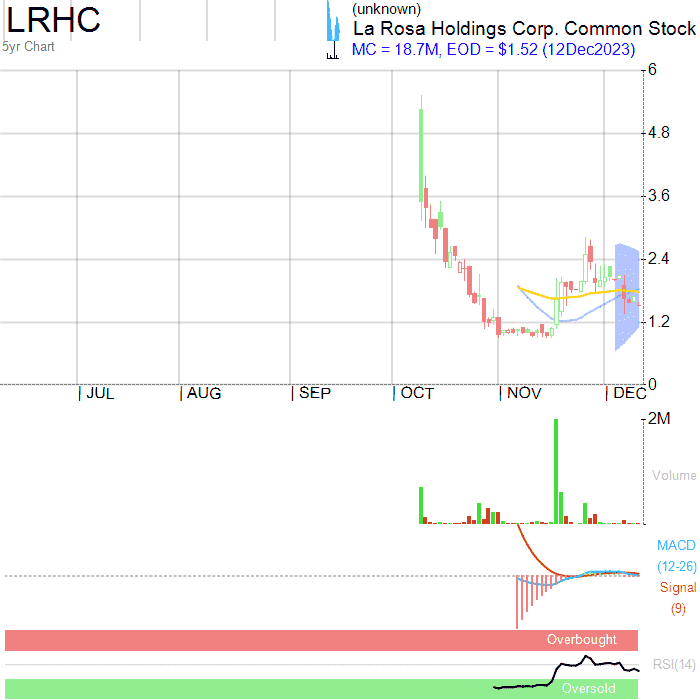 LRHC
5yr Chart
(unknown)
La Rosa Holdings Corp. Common Stock
MC = 18.7M, EOD = $1.52 (12Dec2023)
6
4.8
3.6
2.4
1.2
0
JUL AUG SEP OCT NOV DEC
2M
Volume
MACD
(12-26)
Signal
(9)
Overbought
RSI(14)
Oversold